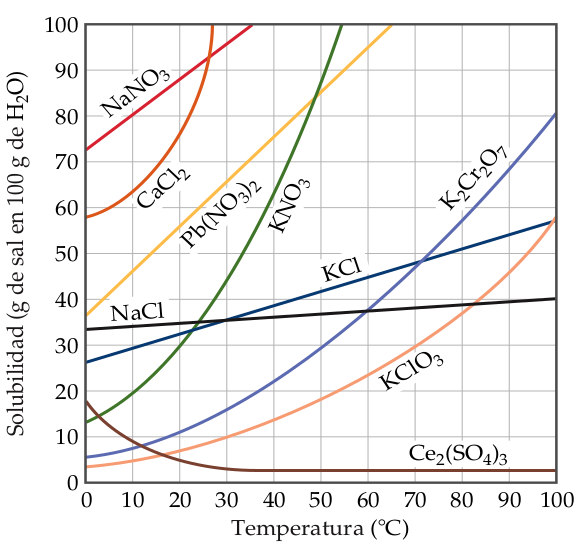 Solubilidad (g de sal en 100 g de H₂O)
100
90
80
70
60
50
40
30
20
10
0
NaNO₃
CaCl₂
Pb(NO₃)₂
KNO₃
K₂Cr₂O₇
KCl
NaCl
KClO₃
Ce₂(SO₄)₃
0 10 20 30 40 50 60 70 80 90 100
Temperatura (°C)